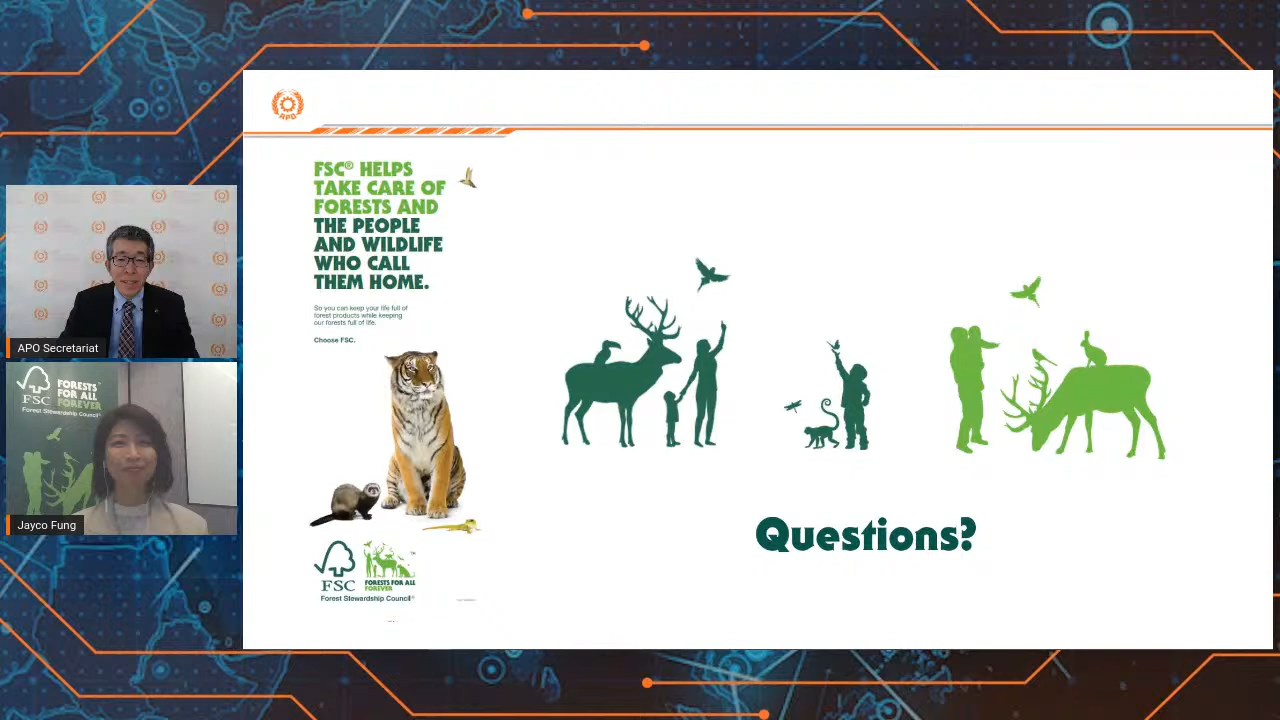 APO
FSC® HELPS
TAKE CARE OF
FORESTS AND
THE PEOPLE
AND WILDLIFE
WHO CALL
THEM HOME.
So you can keep your life full of
forest products while keeping
our forests full of life.
Choose FSC.
FSC
FORESTS FOR ALL
FOREVER
™
Forest Stewardship Council®
Questions?
APO Secretariat
FSC
FORESTS
FOR ALL
FOREVER
Forest Stewardship Council
Jayco Fung